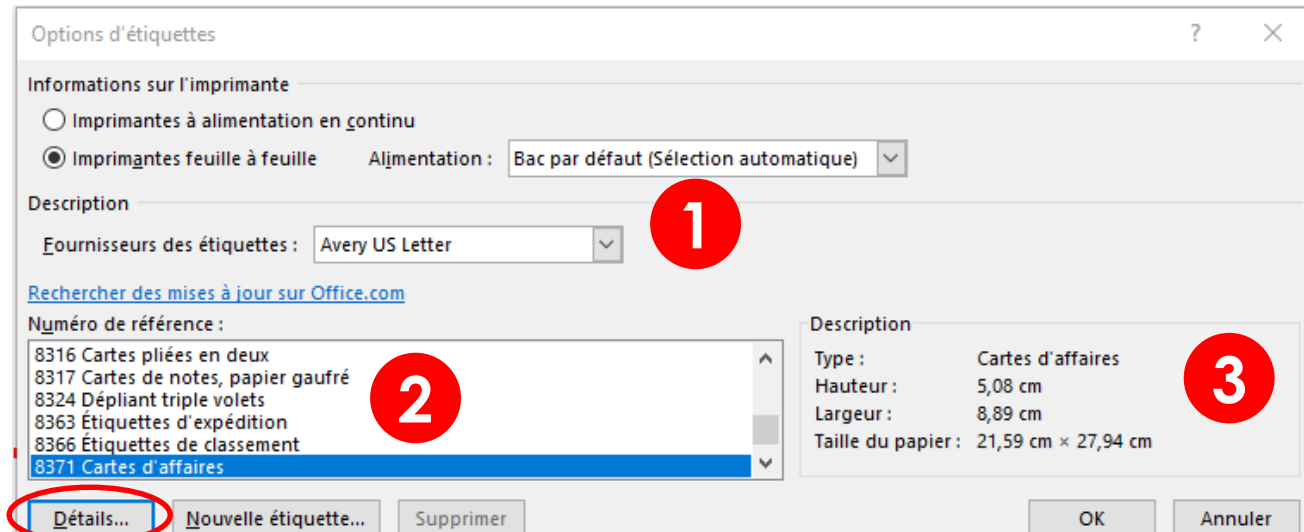 Options d'étiquettes
Informations sur l'imprimante
Imprimantes à alimentation en continu
Imprimantes feuille à feuille Alimentation : Bac par défaut (Sélection automatique)
Description
1
Fournisseurs des étiquettes : Avery US Letter
Rechercher des mises à jour sur Office.com
Numéro de référence :
8316 Cartes pliées en deux
8317 Cartes de notes, papier gaufré
8324 Dépliant triple volets
8363 Étiquettes d'expédition
8366 Étiquettes de classement
8371 Cartes d'affaires
2
Description
Type : Cartes d'affaires
Hauteur : 5,08 cm
Largeur : 8,89 cm
Taille du papier : 21,59 cm × 27,94 cm
3
Détails... Nouvelle étiquette... Supprimer OK Annuler